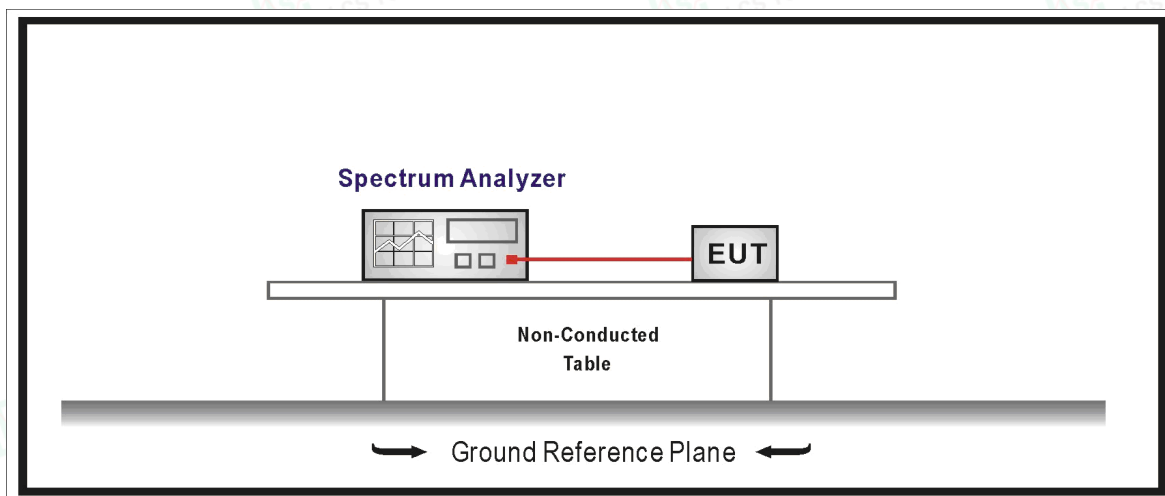 Spectrum Analyzer
EUT
Non-Conducted
Table
Ground Reference Plane